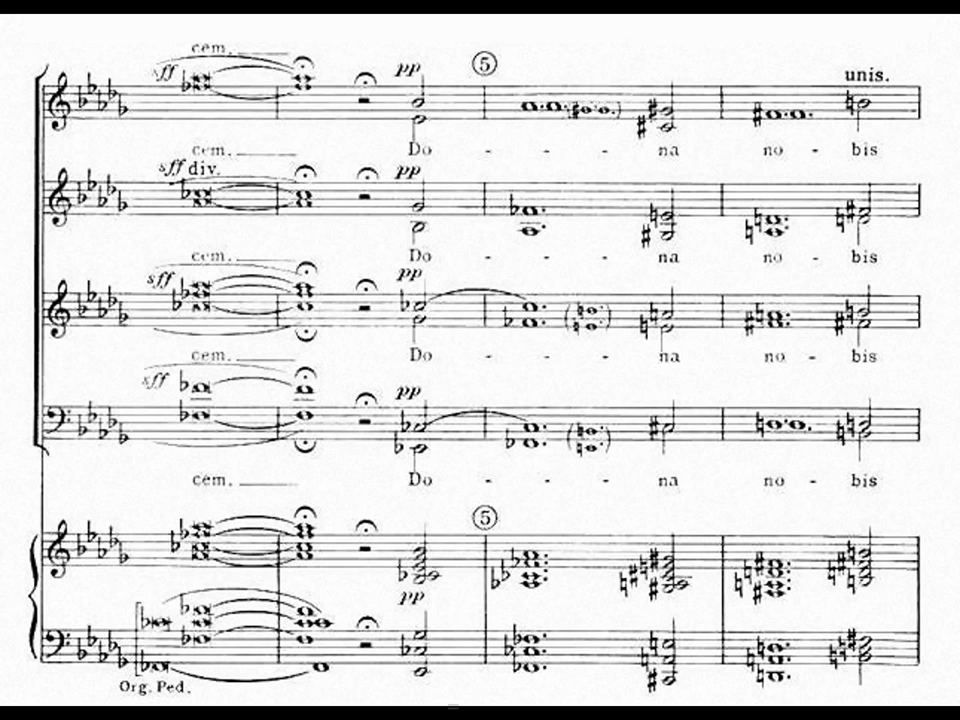 cem.
sff pp 5 unis.
cem. Do - - - na no - bis
sff div. pp
cem. Do - - - na no - bis
sff pp
cem. Do - - - na no - bis
sff pp
cem. Do - - - na no - bis
5
pp
Org. Ped.